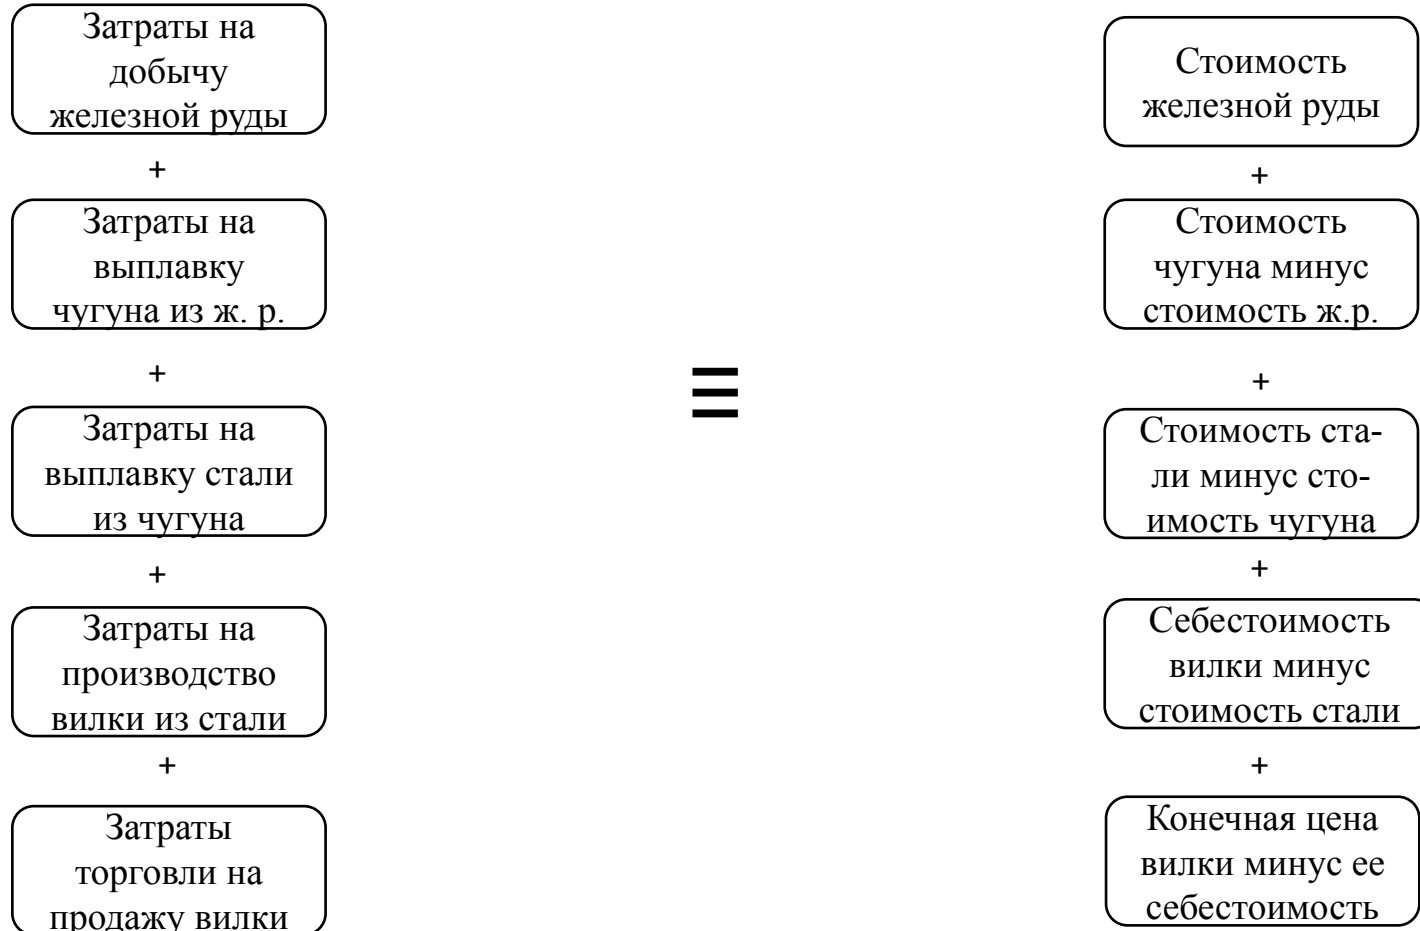 Затраты на
добычу
железной руды
+
Затраты на
выплавку
чугуна из ж. р.
+
Затраты на
выплавку стали
из чугуна
+
Затраты на
производство
вилки из стали
+
Затраты
торговли на
продажу вилки
≡
Стоимость
железной руды
+
Стоимость
чугуна минус
стоимость ж.р.
+
Стоимость ста-
ли минус сто-
имость чугуна
+
Себестоимость
вилки минус
стоимость стали
+
Конечная цена
вилки минус ее
себестоимость